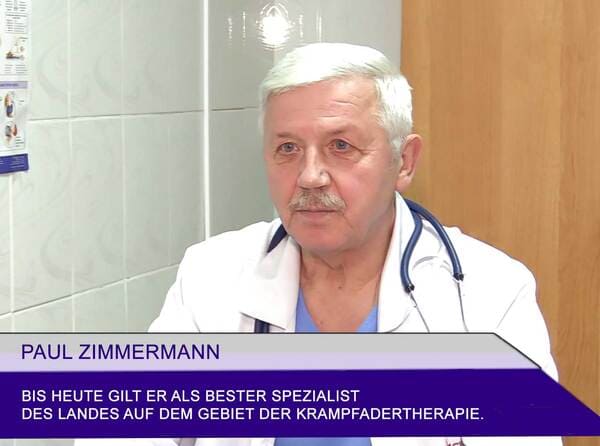 PAUL ZIMMERMANN
BIS HEUTE GILT ER ALS BESTER SPEZIALIST
DES LANDES AUF DEM GEBIET DER KRAMPFADERTHERAPIE.